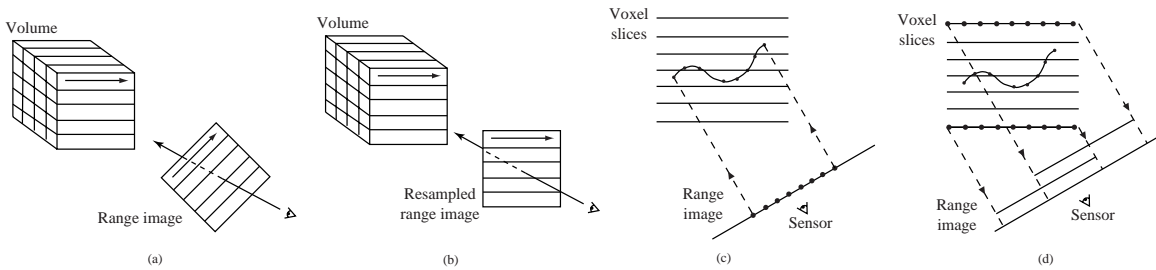 Volume
Range image
(a)
Volume
Resampled
range image
(b)
Voxel
slices
Range
image
Sensor
(c)
Voxel
slices
Range
image
Sensor
(d)